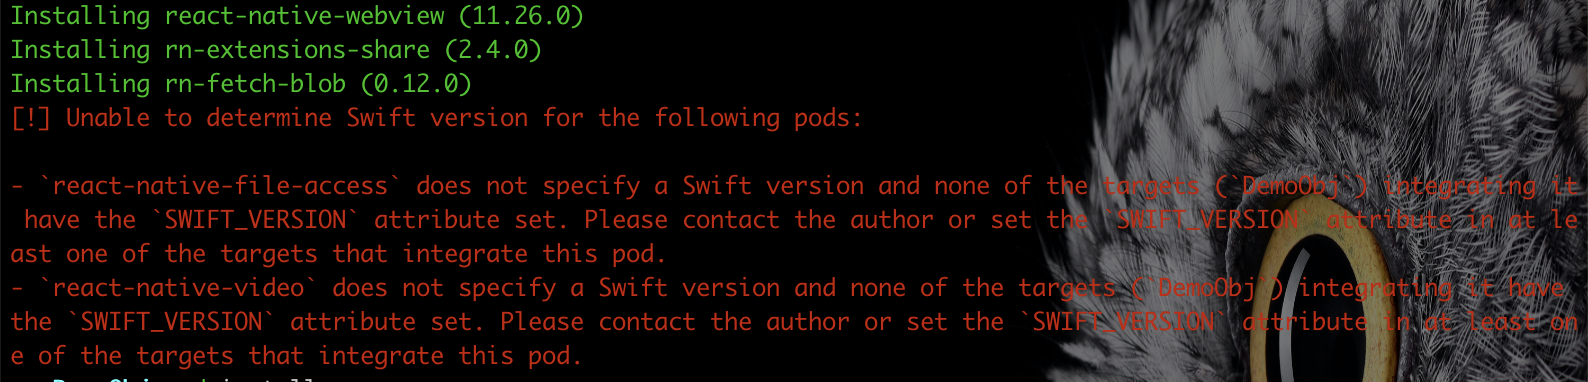 Installing react-native-webview (11.26.0)
Installing rn-extensions-share (2.4.0)
Installing rn-fetch-blob (0.12.0)
[!] Unable to determine Swift version for the following pods:
- `react-native-file-access` does not specify a Swift version and none of the targets (`DemoObj`) integrating it
have the `SWIFT_VERSION` attribute set. Please contact the author or set the `SWIFT_VERSION` attribute in at le
ast one of the targets that integrate this pod.
- `react-native-video` does not specify a Swift version and none of the targets (`DemoObj`) integrating it have
the `SWIFT_VERSION` attribute set. Please contact the author or set the `SWIFT_VERSION` attribute in at least on
e of the targets that integrate this pod.